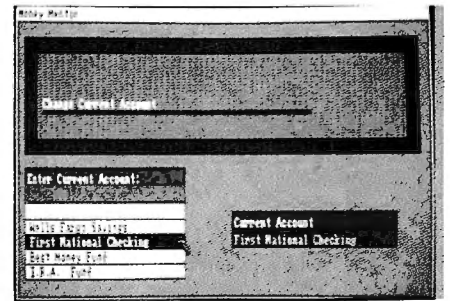 Money Mentor
Change Current Account
Enter Current Account:
Wells Fargo Savings
First National Checking
Best Money Fund
I.R.A. Fund
Current Account
First National Checking